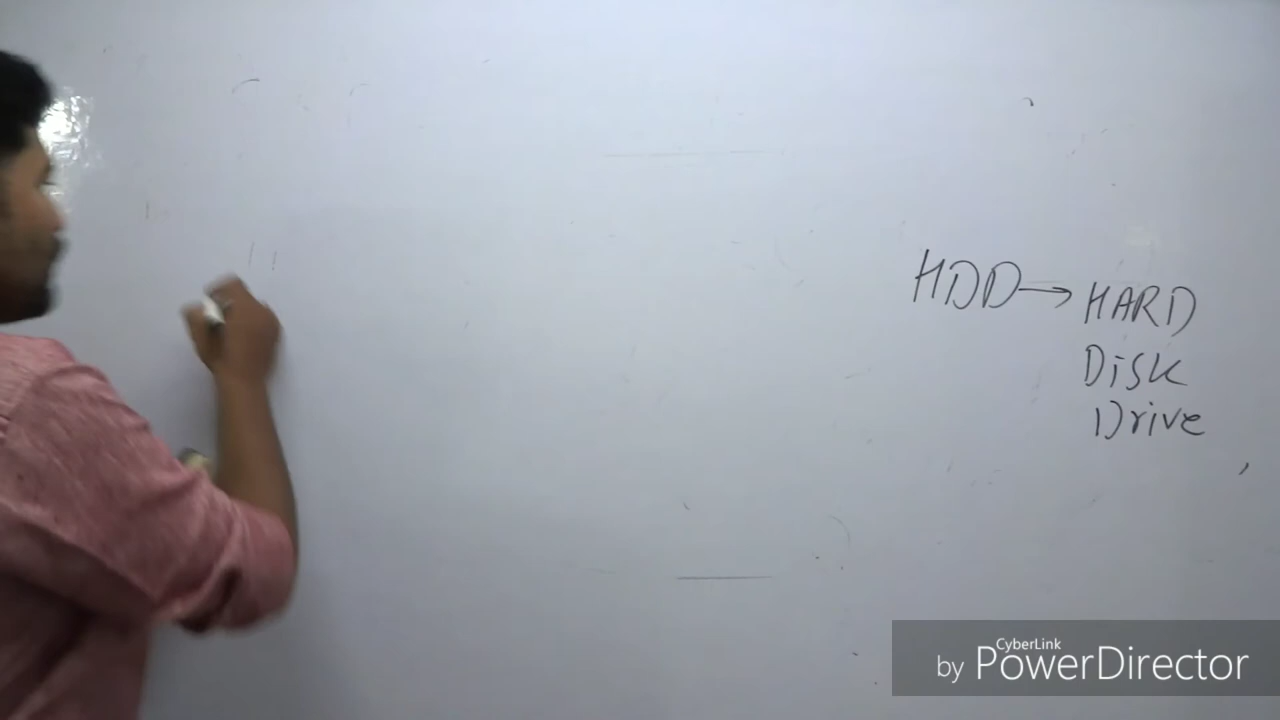 HDD → HARD
Disk
Drive
CyberLink
by PowerDirector